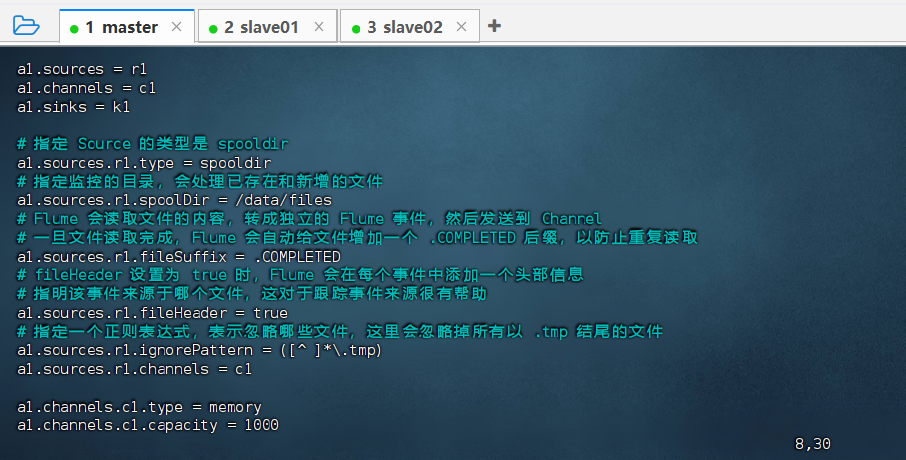 1 master × 2 slave01 × 3 slave02 × +
a1.sources = r1
a1.channels = c1
a1.sinks = k1
# 指定 Source 的类型是 spooldir
a1.sources.r1.type = spooldir
# 指定监控的目录，会处理已存在和新增的文件
a1.sources.r1.spoolDir = /data/files
# Flume 会读取文件的内容，转成独立的 Flume 事件，然后发送到 Channel
# 一旦文件读取完成，Flume 会自动给文件增加一个 .COMPLETED 后缀，以防止重复读取
a1.sources.r1.fileSuffix = .COMPLETED
# fileHeader 设置为 true 时，Flume 会在每个事件中添加一个头部信息
# 指明该事件来源于哪个文件，这对于跟踪事件来源很有帮助
a1.sources.r1.fileHeader = true
# 指定一个正则表达式，表示忽略哪些文件，这里会忽略掉所有以 .tmp 结尾的文件
a1.sources.r1.ignorePattern = ([^ ]*\.tmp)
a1.sources.r1.channels = c1
a1.channels.c1.type = memory
a1.channels.c1.capacity = 1000
8,30